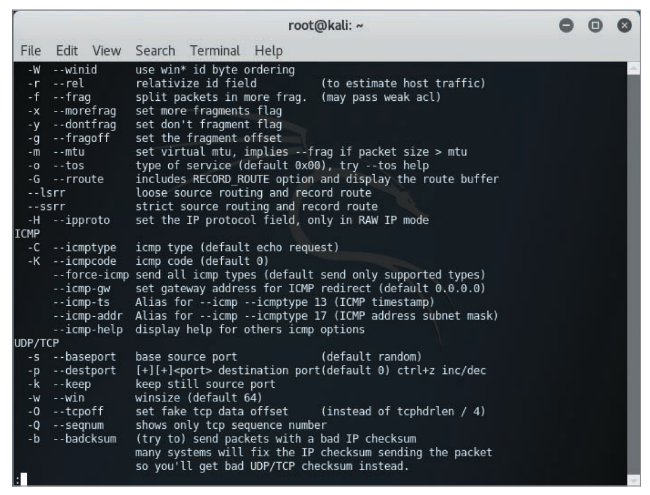 root@kali: ~
File Edit View Search Terminal Help
  -W  --winid      use win* id byte ordering
  -r  --rel        relativize id field          (to estimate host traffic)
  -f  --frag       split packets in more frag.  (may pass weak acl)
  -x  --morefrag   set more fragments flag
  -y  --dontfrag   set don't fragment flag
  -g  --fragoff    set the fragment offset
  -m  --mtu        set virtual mtu, implies --frag if packet size > mtu
  -o  --tos        type of service (default 0x00), try --tos help
  -G  --rroute     includes RECORD_ROUTE option and display the route buffer
  --lsrr           loose source routing and record route
  --ssrr           strict source routing and record route
  -H  --ipproto    set the IP protocol field, only in RAW IP mode
ICMP
  -C  --icmptype   icmp type (default echo request)
  -K  --icmpcode   icmp code (default 0)
      --force-icmp send all icmp types (default send only supported types)
      --icmp-gw    set gateway address for ICMP redirect (default 0.0.0.0)
      --icmp-ts    Alias for --icmp --icmptype 13 (ICMP timestamp)
      --icmp-addr  Alias for --icmp --icmptype 17 (ICMP address subnet mask)
      --icmp-help  display help for others icmp options
UDP/TCP
  -s  --baseport   base source port             (default random)
  -p  --destport   [+][+]<port> destination port(default 0) ctrl+z inc/dec
  -k  --keep       keep still source port
  -w  --win        winsize (default 64)
  -O  --tcpoff     set fake tcp data offset     (instead of tcphdrlen / 4)
  -Q  --seqnum     shows only tcp sequence number
  -b  --badcksum   (try to) send packets with a bad IP checksum
                   many systems will fix the IP checksum sending the packet
                   so you'll get bad UDP/TCP checksum instead.
: